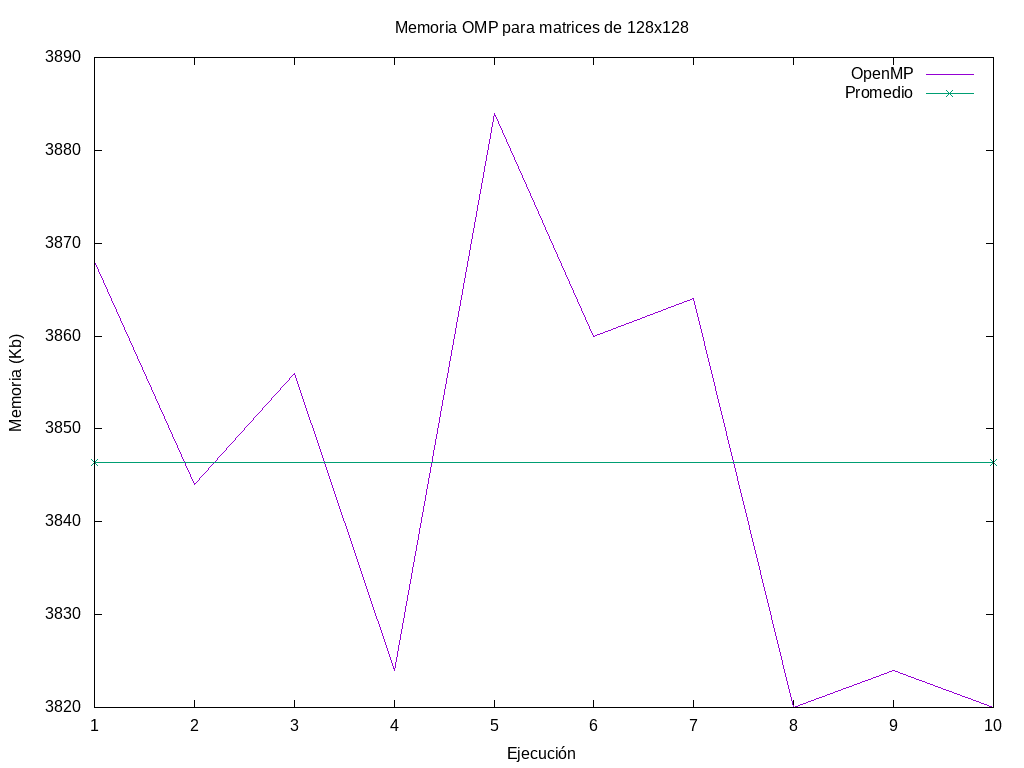 Memoria OMP para matrices de 128x128
OpenMP
Promedio
3890
3880
3870
3860
3850
3840
3830
3820
Memoria (Kb)
1 2 3 4 5 6 7 8 9 10
Ejecución